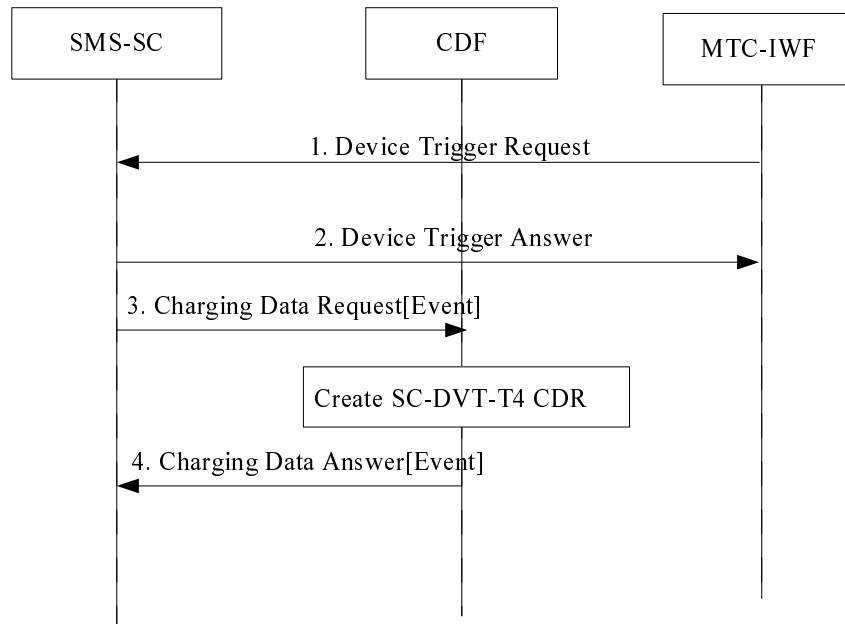 SMS-SC
CDF
MTC-IWF
1. Device Trigger Request
2. Device Trigger Answer
3. Charging Data Request[Event]
Create SC-DVT-T4 CDR
4. Charging Data Answer[Event]